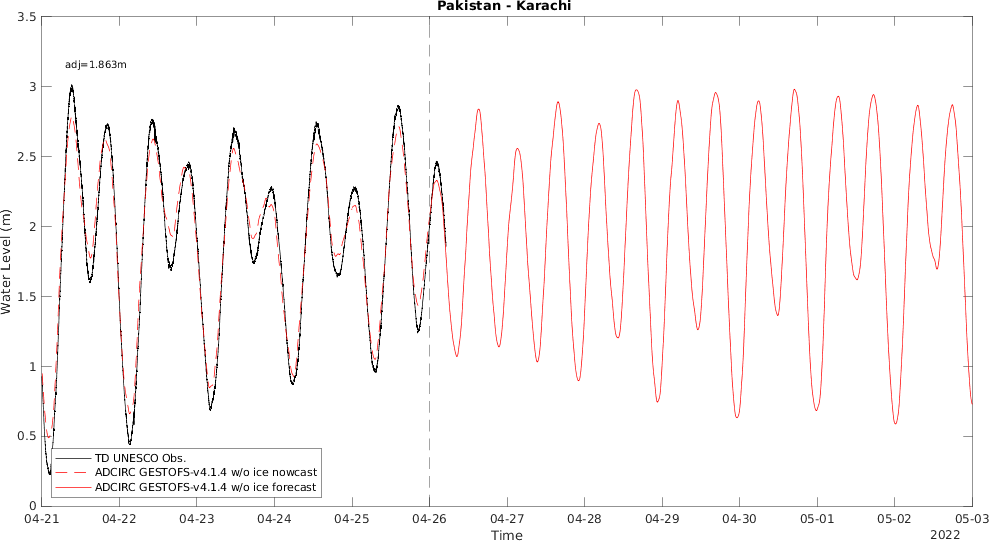 Pakistan - Karachi
adj=1.863m
Water Level (m)
3.5
3
2.5
2
1.5
1
0.5
0
TD UNESCO Obs.
ADCIRC GESTOFS-v4.1.4 w/o ice nowcast
ADCIRC GESTOFS-v4.1.4 w/o ice forecast
04-21 04-22 04-23 04-24 04-25 04-26 04-27 04-28 04-29 04-30 05-01 05-02 05-03
Time
2022